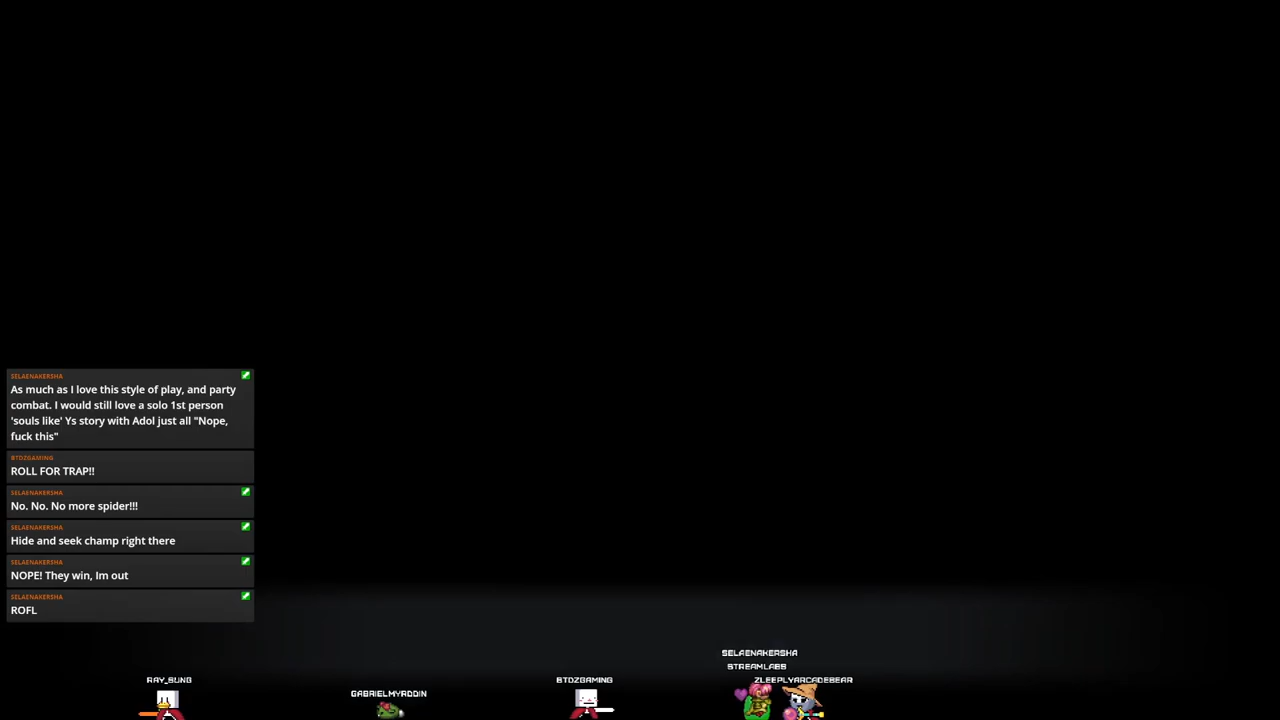 SELAENAKERSHA
As much as I love this style of play, and party
combat. I would still love a solo 1st person
'souls like' Ys story with Adol just all "Nope,
fuck this"
BTDZGAMING
ROLL FOR TRAP!!
SELAENAKERSHA
No. No. No more spider!!!
SELAENAKERSHA
Hide and seek champ right there
SELAENAKERSHA
NOPE! They win, Im out
SELAENAKERSHA
ROFL
SELAENAKERSHA
STREAMLABS
RAY_SUNG
BTDZGAMING
ZLEEPLYARCADEBEAR
GABRIELMYRDDIN